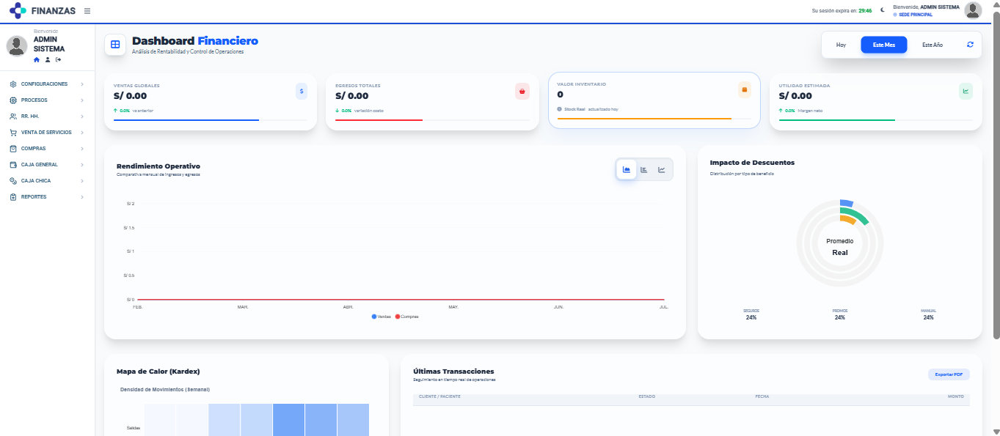 FINANZAS
Su sesión expira en: 29:46
Bienvenide, ADMIN SISTEMA
SEDE PRINCIPAL
Bienvenido
ADMIN
SISTEMA
CONFIGURACIONES
PROCESOS
RR. HH.
VENTA DE SERVICIOS
COMPRAS
CAJA GENERAL
CAJA CHICA
REPORTES
Dashboard Financiero
Análisis de Rentabilidad y Control de Operaciones
Hoy
Este Mes
Este Año
VENTAS GLOBALES
S/ 0.00
0.0% vs anterior
EGRESOS TOTALES
S/ 0.00
0.0% variación costo
VALOR INVENTARIO
0
Stock Real actualizado hoy
UTILIDAD ESTIMADA
S/ 0.00
0.0% Margen neto
Rendimiento Operativo
Comparativa mensual de ingresos y egresos
S/ 2
S/ 1.5
S/ 1
S/ 0.5
S/ 0
FEB. MAR. ABR. MAY. JUN. JUL.
Ventas Compras
Impacto de Descuentos
Distribución por tipo de beneficio
Promedio
Real
SEGUROS PROMOS MANUAL
24% 24% 24%
Mapa de Calor (Kardex)
Densidad de Movimientos (Semanal)
Salidas
Últimas Transacciones
Seguimiento en tiempo real de operaciones
Exportar PDF
CLIENTE / PACIENTE ESTADO FECHA MONTO